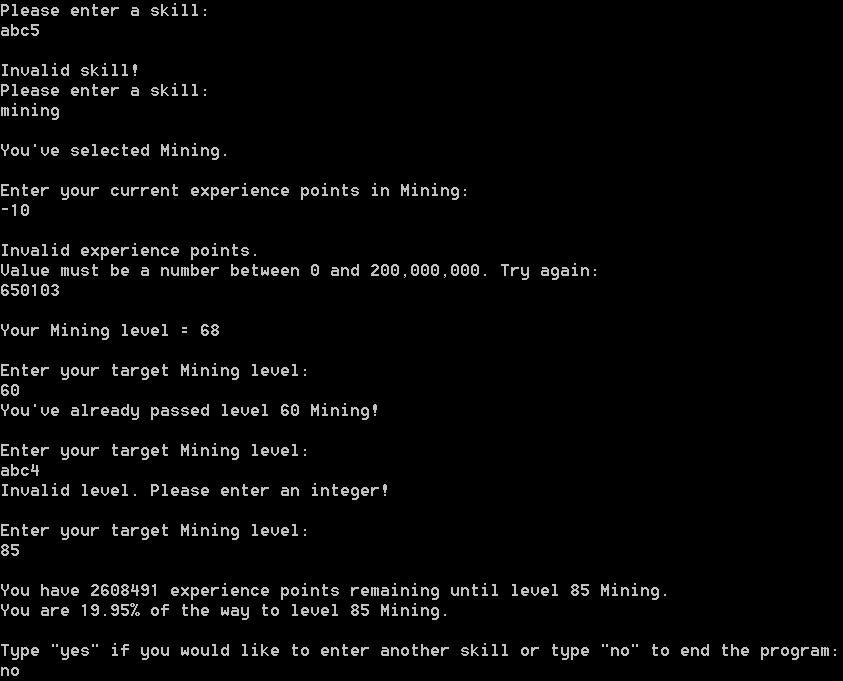 Please enter a skill:
abc5
Invalid skill!
Please enter a skill:
mining
You've selected Mining.
Enter your current experience points in Mining:
-10
Invalid experience points.
Value must be a number between 0 and 200,000,000. Try again:
650103
Your Mining level = 68
Enter your target Mining level:
60
You've already passed level 60 Mining!
Enter your target Mining level:
abc4
Invalid level. Please enter an integer!
Enter your target Mining level:
85
You have 2608491 experience points remaining until level 85 Mining.
You are 19.95% of the way to level 85 Mining.
Type "yes" if you would like to enter another skill or type "no" to end the program:
no